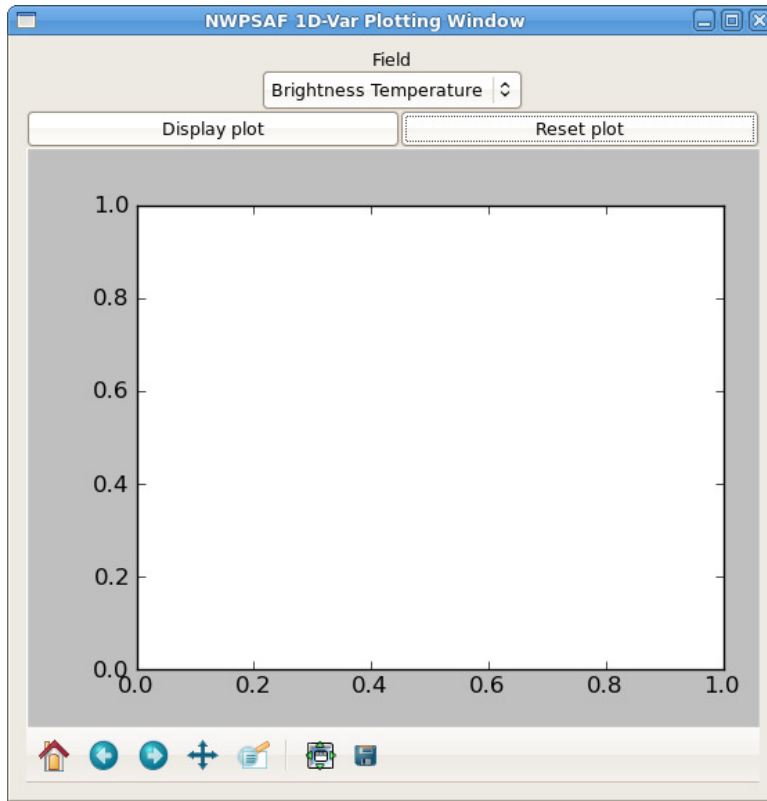 NWPSAF 1D-Var Plotting Window
Field
Brightness Temperature
Display plot Reset plot
1.0
0.8
0.6
0.4
0.2
0.0
0.0 0.2 0.4 0.6 0.8 1.0